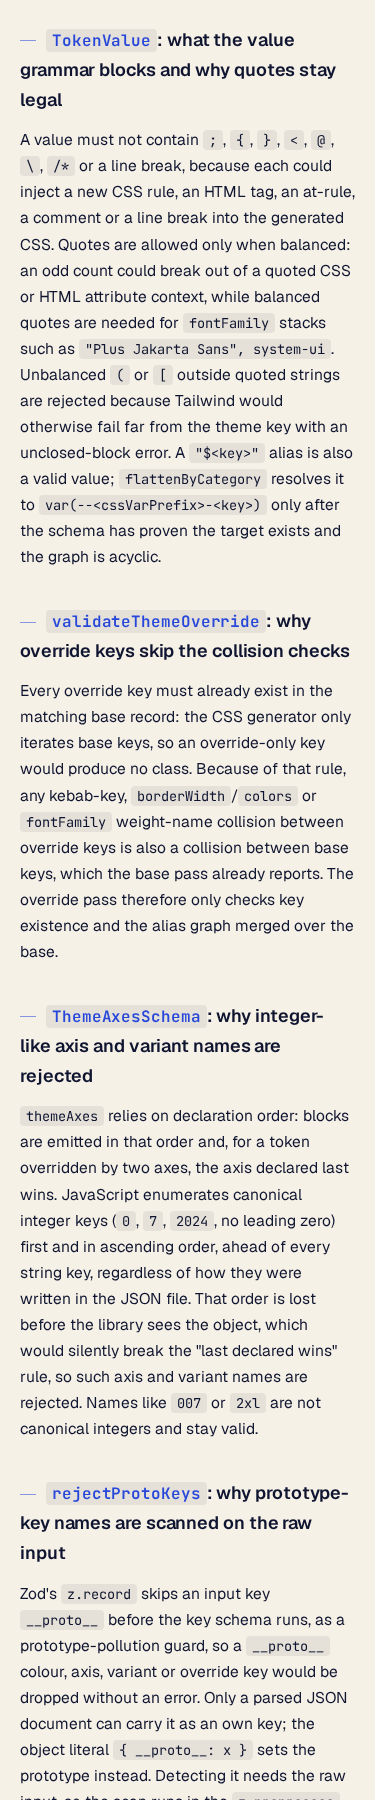 — TokenValue: what the value
grammar blocks and why quotes stay
legal
A value must not contain ;, {, }, <, @,
\, /* or a line break, because each could
inject a new CSS rule, an HTML tag, an at-rule,
a comment or a line break into the generated
CSS. Quotes are allowed only when balanced:
an odd count could break out of a quoted CSS
or HTML attribute context, while balanced
quotes are needed for fontFamily stacks
such as "Plus Jakarta Sans", system-ui.
Unbalanced ( or [ outside quoted strings
are rejected because Tailwind would
otherwise fail far from the theme key with an
unclosed-block error. A "$<key>" alias is also
a valid value; flattenByCategory resolves it
to var(--<cssVarPrefix>-<key>) only after
the schema has proven the target exists and
the graph is acyclic.
— validateThemeOverride: why
override keys skip the collision checks
Every override key must already exist in the
matching base record: the CSS generator only
iterates base keys, so an override-only key
would produce no class. Because of that rule,
any kebab-key, borderWidth/colors or
fontFamily weight-name collision between
override keys is also a collision between base
keys, which the base pass already reports. The
override pass therefore only checks key
existence and the alias graph merged over the
base.
— ThemeAxesSchema: why integer-
like axis and variant names are
rejected
themeAxes relies on declaration order: blocks
are emitted in that order and, for a token
overridden by two axes, the axis declared last
wins. JavaScript enumerates canonical
integer keys (0, 7, 2024, no leading zero)
first and in ascending order, ahead of every
string key, regardless of how they were
written in the JSON file. That order is lost
before the library sees the object, which
would silently break the "last declared wins"
rule, so such axis and variant names are
rejected. Names like 007 or 2xl are not
canonical integers and stay valid.
— rejectProtoKeys: why prototype-
key names are scanned on the raw
input
Zod's z.record skips an input key
__proto__ before the key schema runs, as a
prototype-pollution guard, so a __proto__
colour, axis, variant or override key would be
dropped without an error. Only a parsed JSON
document can carry it as an own key; the
object literal { __proto__: x } sets the
prototype instead. Detecting it needs the raw